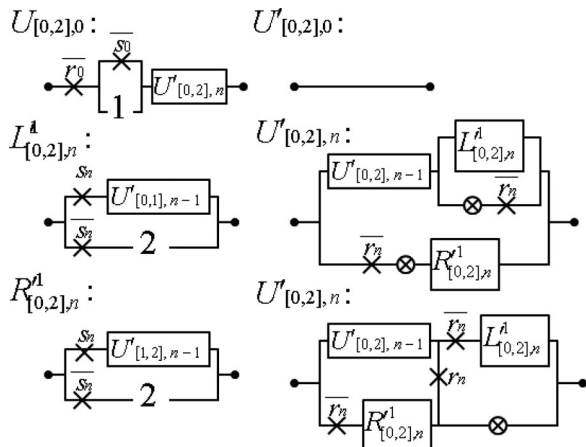 U[0,2],0: U'[0,2],0:
r̅0 s̅0 1 U'[0,2], n
L'1[0,2],n: U'[0,2], n:
sn U'[0,1], n−1 U'[0,2], n−1 L'1[0,2],n
s̅n 2 r̅n
r̅n R'1[0,2],n
R'1[0,2],n: U'[0,2], n:
sn U'[1,2], n−1 U'[0,2], n−1 r̅n L'1[0,2],n
s̅n 2 rn
r̅n R'1[0,2],n